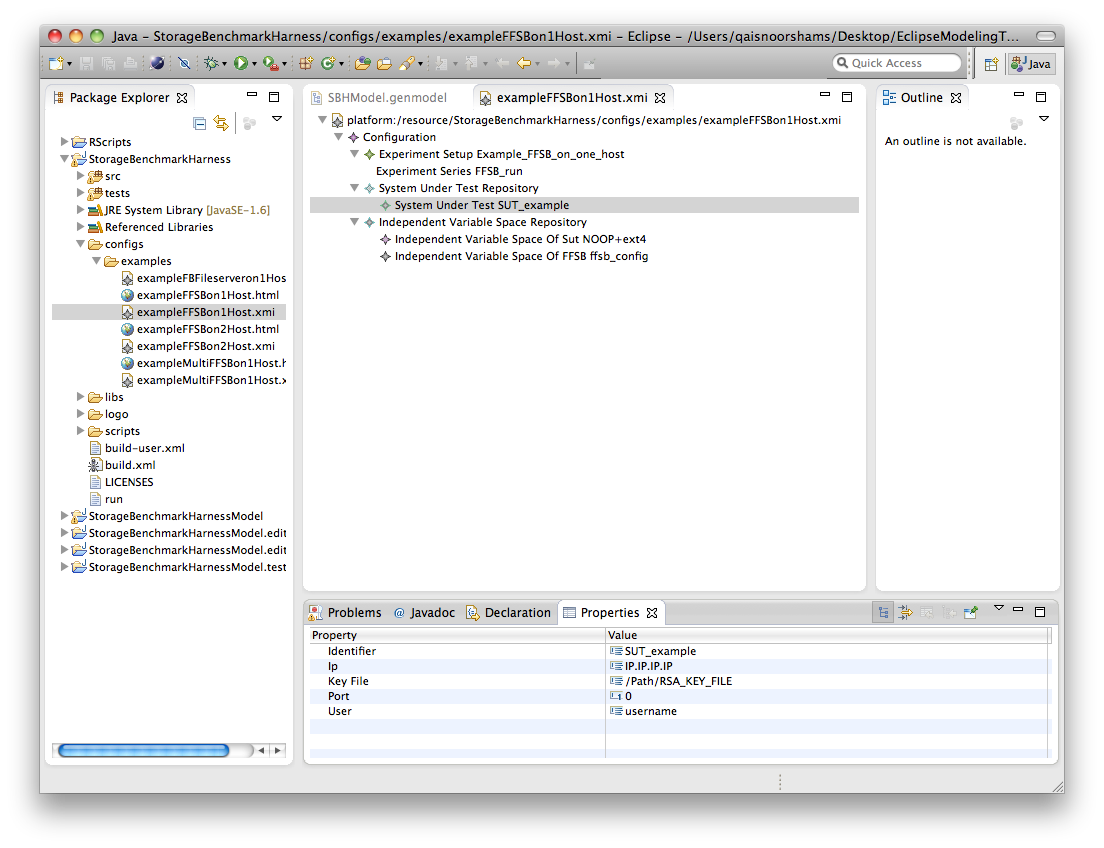 Java – StorageBenchmarkHarness/configs/examples/exampleFFSBon1Host.xmi – Eclipse – /Users/qaisnoorshams/Desktop/EclipseModelingT...
Quick Access
Java
Package Explorer
RScripts
StorageBenchmarkHarness
src
tests
JRE System Library [JavaSE-1.6]
Referenced Libraries
configs
examples
exampleFBFileserveron1Hos
exampleFFSBon1Host.html
exampleFFSBon1Host.xmi
exampleFFSBon2Host.html
exampleFFSBon2Host.xmi
exampleMultiFFSBon1Host.h
exampleMultiFFSBon1Host.x
libs
logo
scripts
build-user.xml
build.xml
LICENSES
run
StorageBenchmarkHarnessModel
StorageBenchmarkHarnessModel.edit
StorageBenchmarkHarnessModel.edit
StorageBenchmarkHarnessModel.test
SBHModel.genmodel
exampleFFSBon1Host.xmi
platform:/resource/StorageBenchmarkHarness/configs/examples/exampleFFSBon1Host.xmi
Configuration
Experiment Setup Example_FFSB_on_one_host
Experiment Series FFSB_run
System Under Test Repository
System Under Test SUT_example
Independent Variable Space Repository
Independent Variable Space Of Sut NOOP+ext4
Independent Variable Space Of FFSB ffsb_config
Outline
An outline is not available.
Problems @ Javadoc Declaration Properties
Property Value
Identifier SUT_example
Ip IP.IP.IP.IP
Key File /Path/RSA_KEY_FILE
Port 0
User username